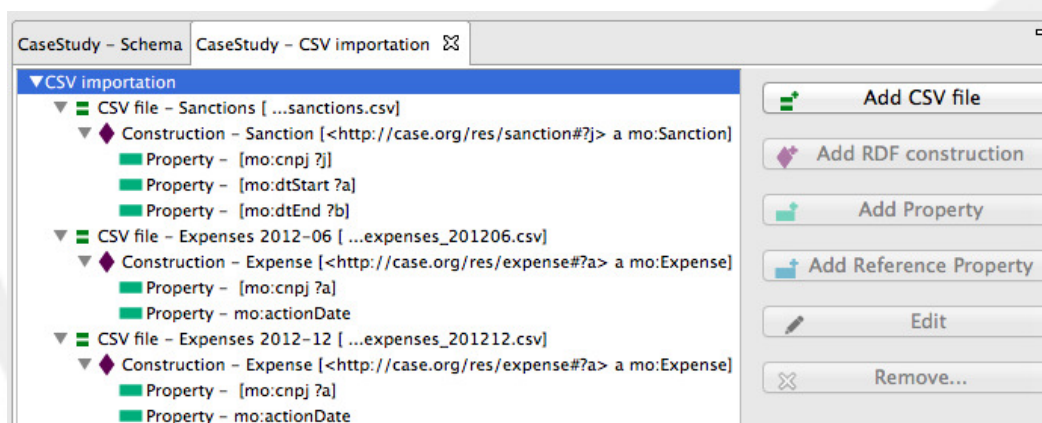 CaseStudy – Schema
CaseStudy – CSV importation
CSV importation
CSV file – Sanctions [ ...sanctions.csv]
Construction – Sanction [<http://case.org/res/sanction#?j> a mo:Sanction]
Property – [mo:cnpj ?j]
Property – [mo:dtStart ?a]
Property – [mo:dtEnd ?b]
CSV file – Expenses 2012-06 [ ...expenses_201206.csv]
Construction – Expense [<http://case.org/res/expense#?a> a mo:Expense]
Property – [mo:cnpj ?a]
Property – mo:actionDate
CSV file – Expenses 2012-12 [ ...expenses_201212.csv]
Construction – Expense [<http://case.org/res/expense#?a> a mo:Expense]
Property – [mo:cnpj ?a]
Property – mo:actionDate
Add CSV file
Add RDF construction
Add Property
Add Reference Property
Edit
Remove...